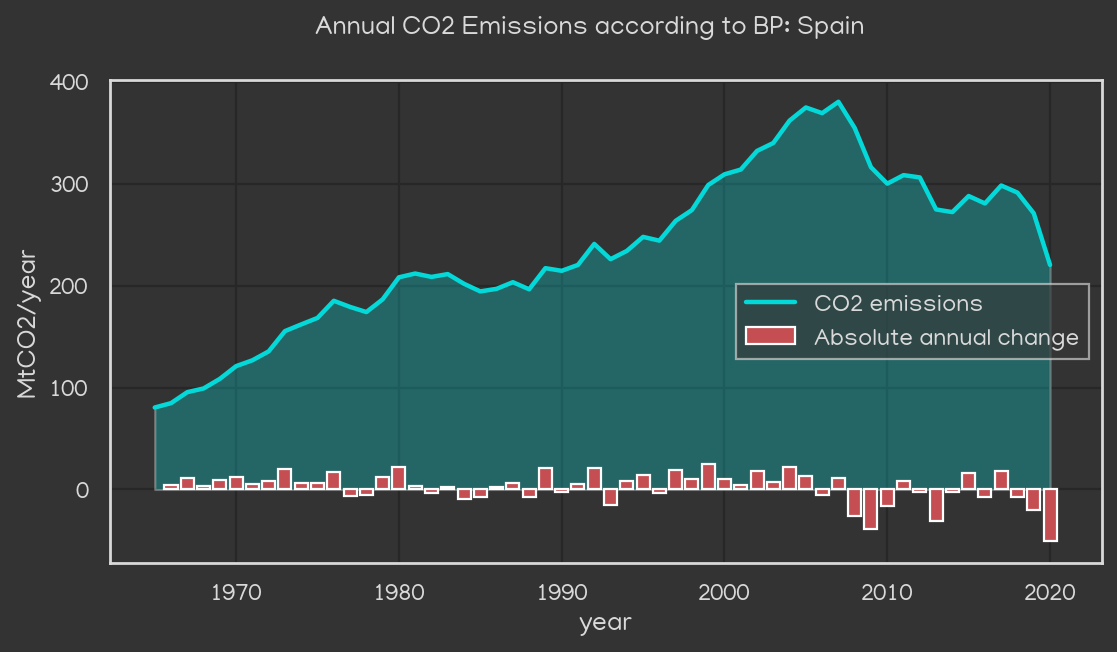 Annual CO2 Emissions according to BP: Spain
400
300
200
100
0
MtCO2/year
CO2 emissions
Absolute annual change
1970 1980 1990 2000 2010 2020
year